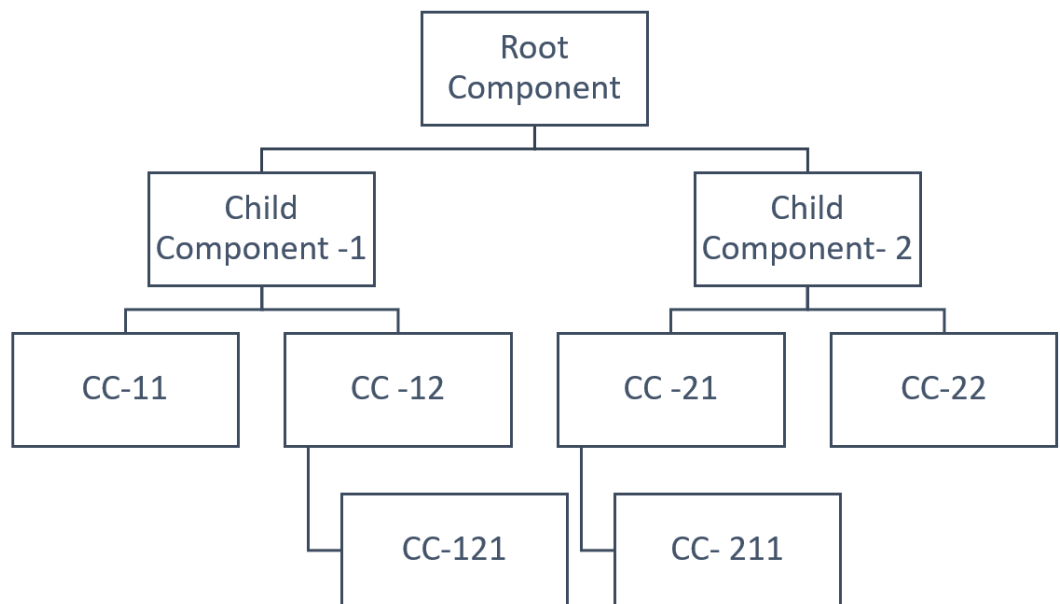 Root
Component
Child
Component -1
Child
Component- 2
CC-11
CC -12
CC -21
CC-22
CC-121
CC- 211